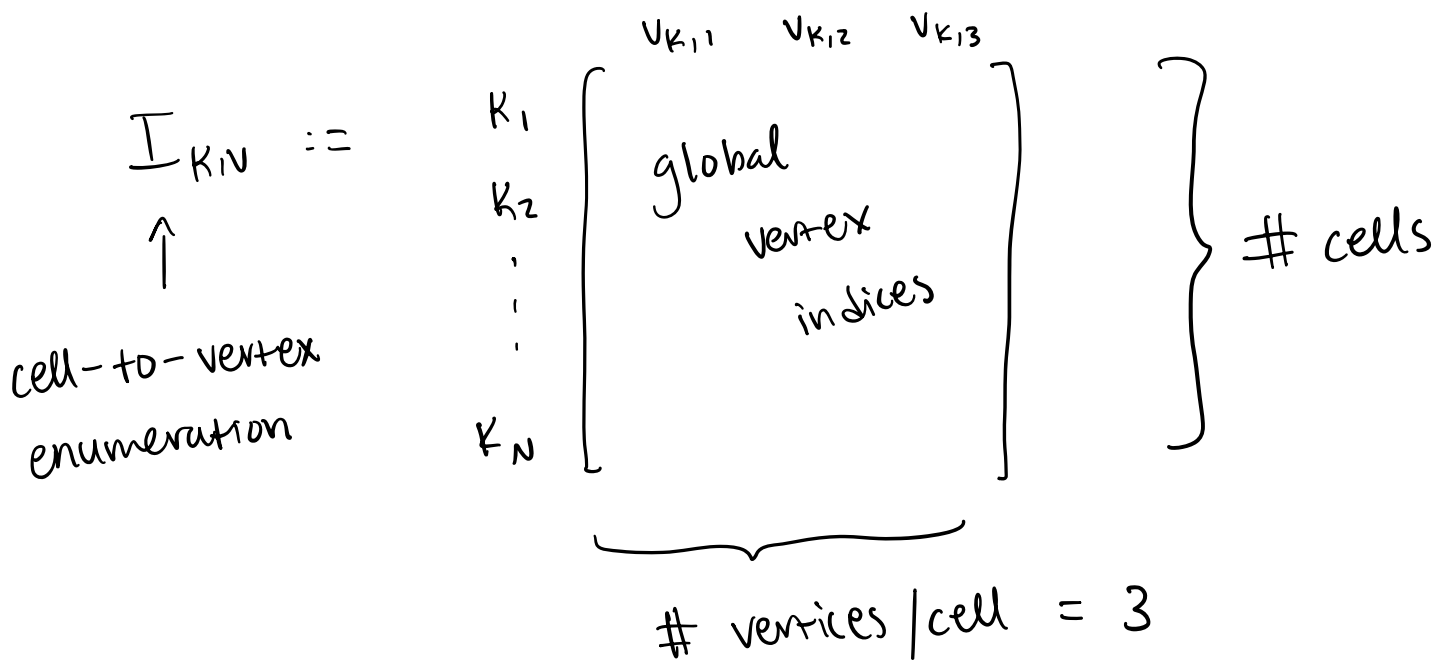 V_{K,1} V_{K,2} V_{K,3}
I_{K,V} :=
K_1
K_2
⋮
K_N
global
vertex
indices
# cells
cell-to-vertex
enumeration
# vertices/cell = 3